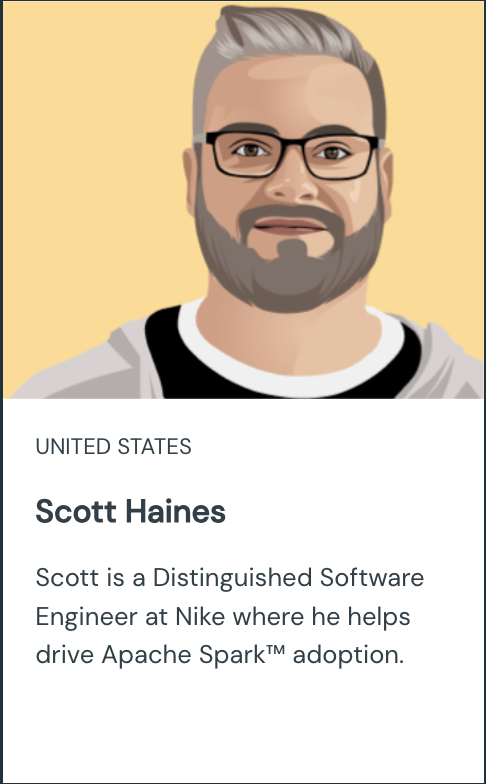 UNITED STATES
Scott Haines
Scott is a Distinguished Software
Engineer at Nike where he helps
drive Apache Spark™ adoption.